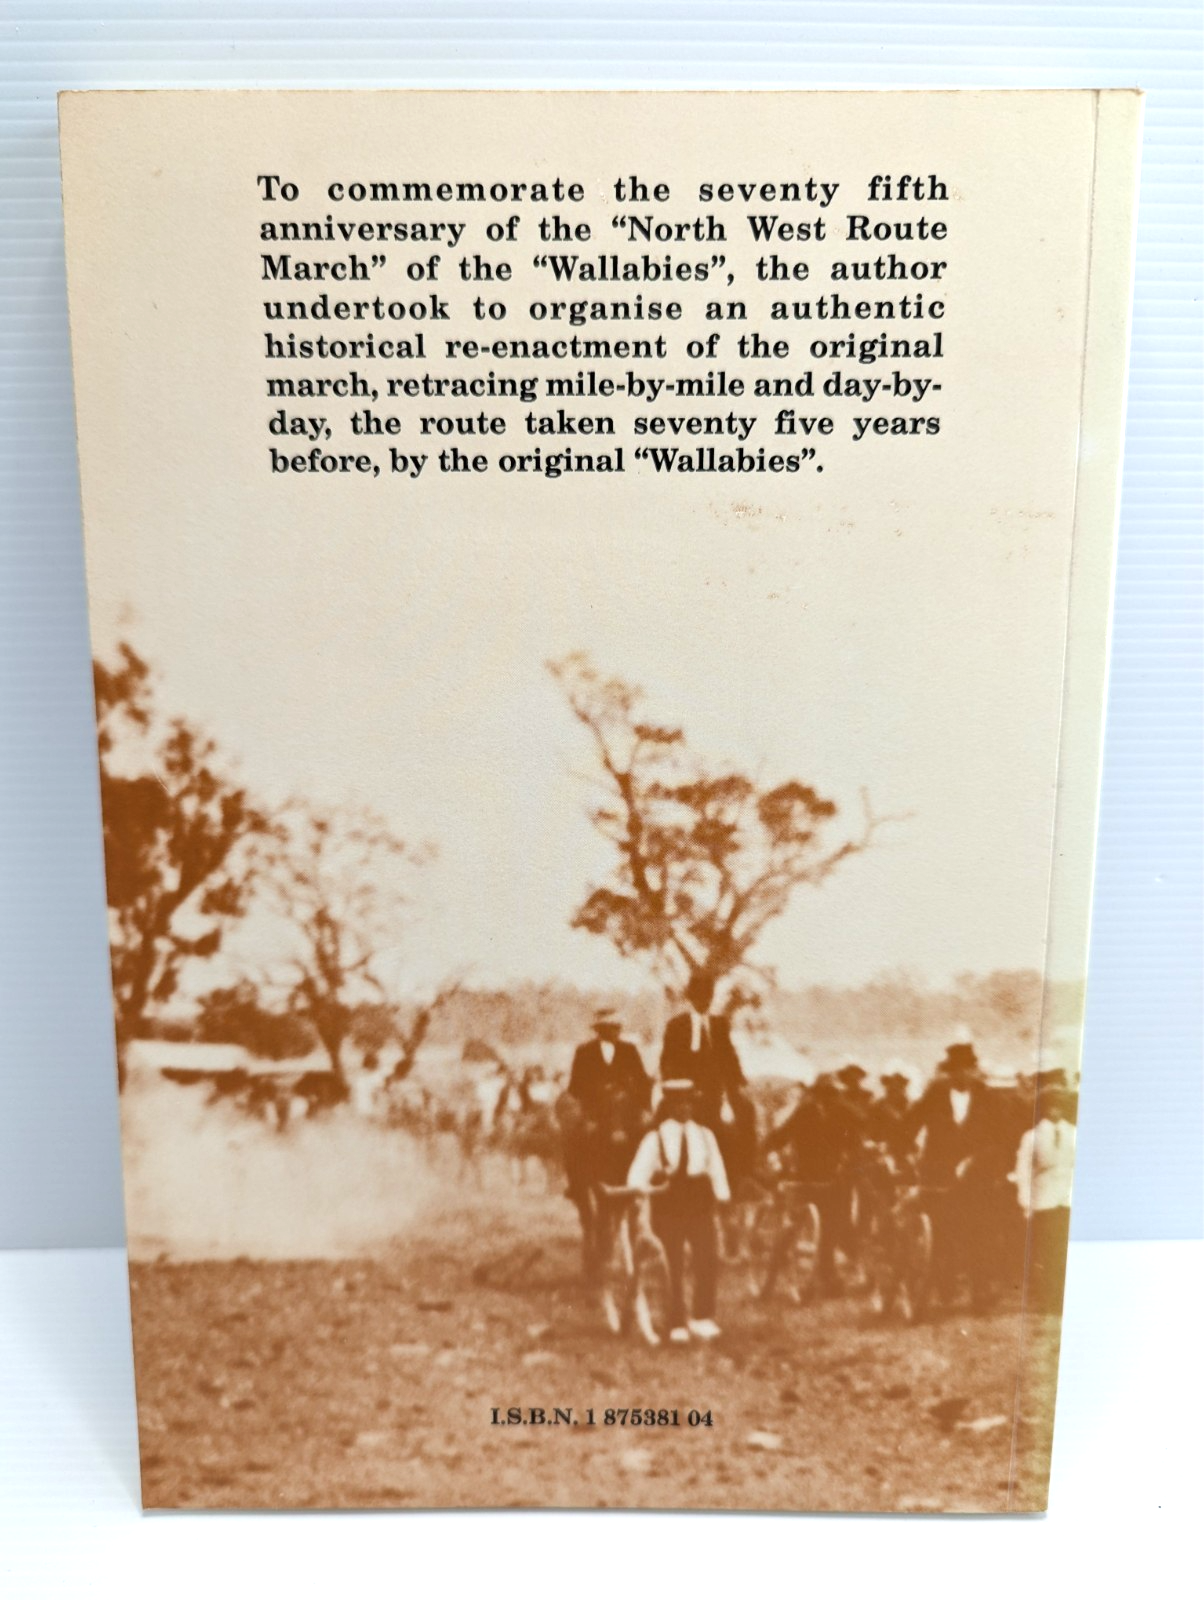 To commemorate the seventy fifth
anniversary of the “North West Route
March” of the “Wallabies”, the author
undertook to organise an authentic
historical re-enactment of the original
march, retracing mile-by-mile and day-by-
day, the route taken seventy five years
before, by the original “Wallabies”.
I.S.B.N. 1 875381 04